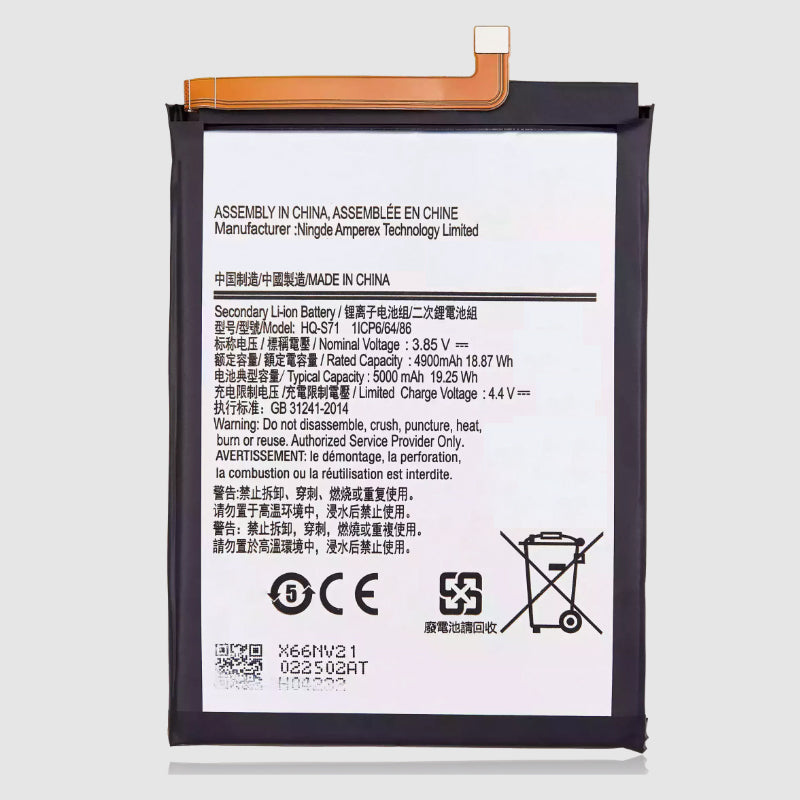 ASSEMBLY IN CHINA, ASSEMBLÉE EN CHINE
Manufacturer :Ningde Amperex Technology Limited
中国制造/中國製造/MADE IN CHINA
Secondary Li-ion Battery / 锂离子电池组/二次鋰電池組
型号/型號/Model: HQ-S71 1ICP6/64/86
标称电压 / 標稱電壓 / Nominal Voltage : 3.85 V ⎓
额定容量/ 額定電容量/ Rated Capacity : 4900mAh 18.87 Wh
电池典型容量/ Typical Capacity : 5000 mAh 19.25 Wh
充电限制电压 /充電限制電壓 / Limited Charge Voltage : 4.4 V ⎓
执行标准: GB 31241-2014
Warning: Do not disassemble, crush, puncture, heat,
burn or reuse. Authorized Service Provider Only.
AVERTISSEMENT: le démontage, la perforation,
la combustion ou la réutilisation est interdite.
警告:禁止拆卸、穿刺、燃烧或重复使用。
请勿置于高温环境中，浸水后禁止使用。
警告: 禁止拆卸，穿刺，燃燒或重複使用。
請勿置於高溫環境中，浸水後禁止使用。
5 CE
廢電池請回收
X66NV21
022502AT
H04232